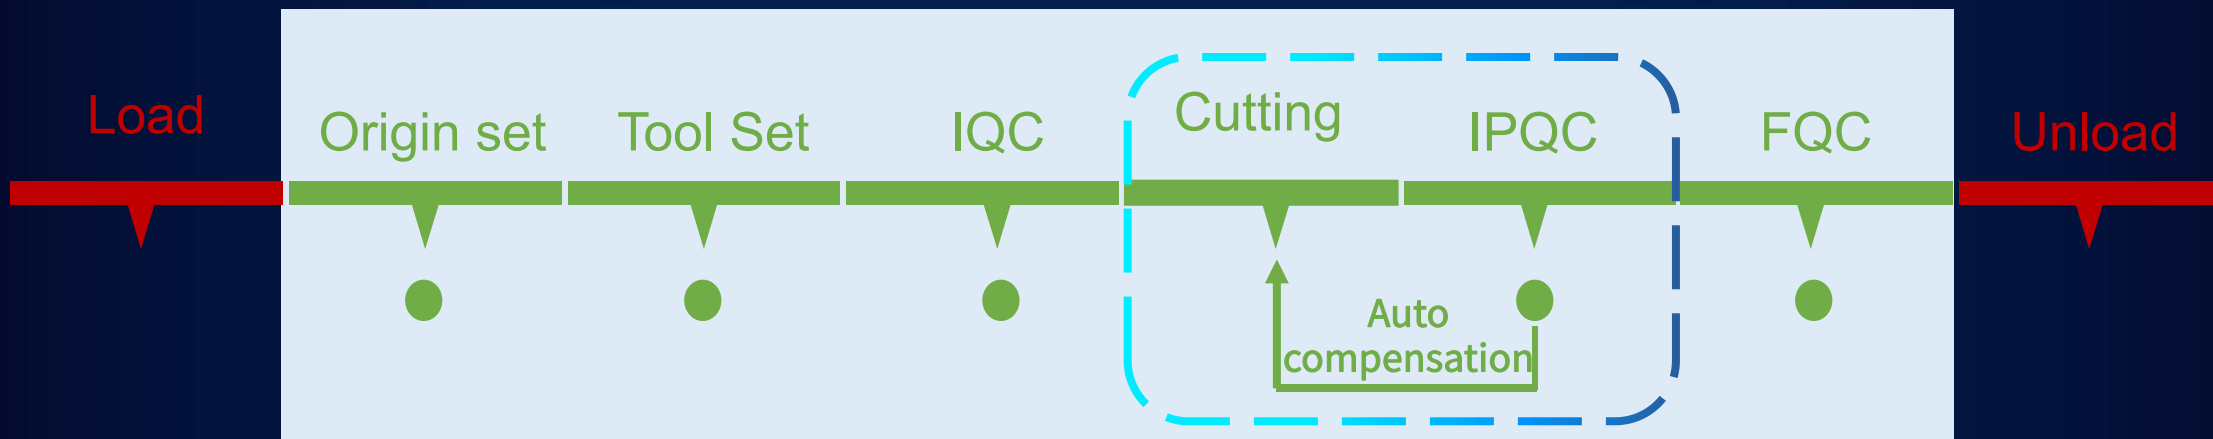 Load
Origin set
Tool Set
IQC
Cutting
IPQC
FQC
Unload
Auto
compensation